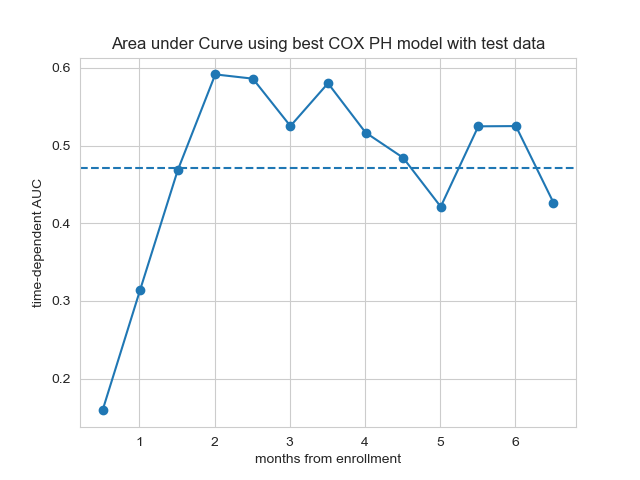 Area under Curve using best COX PH model with test data
0.6
0.5
0.4
0.3
0.2
time-dependent AUC
1 2 3 4 5 6
months from enrollment